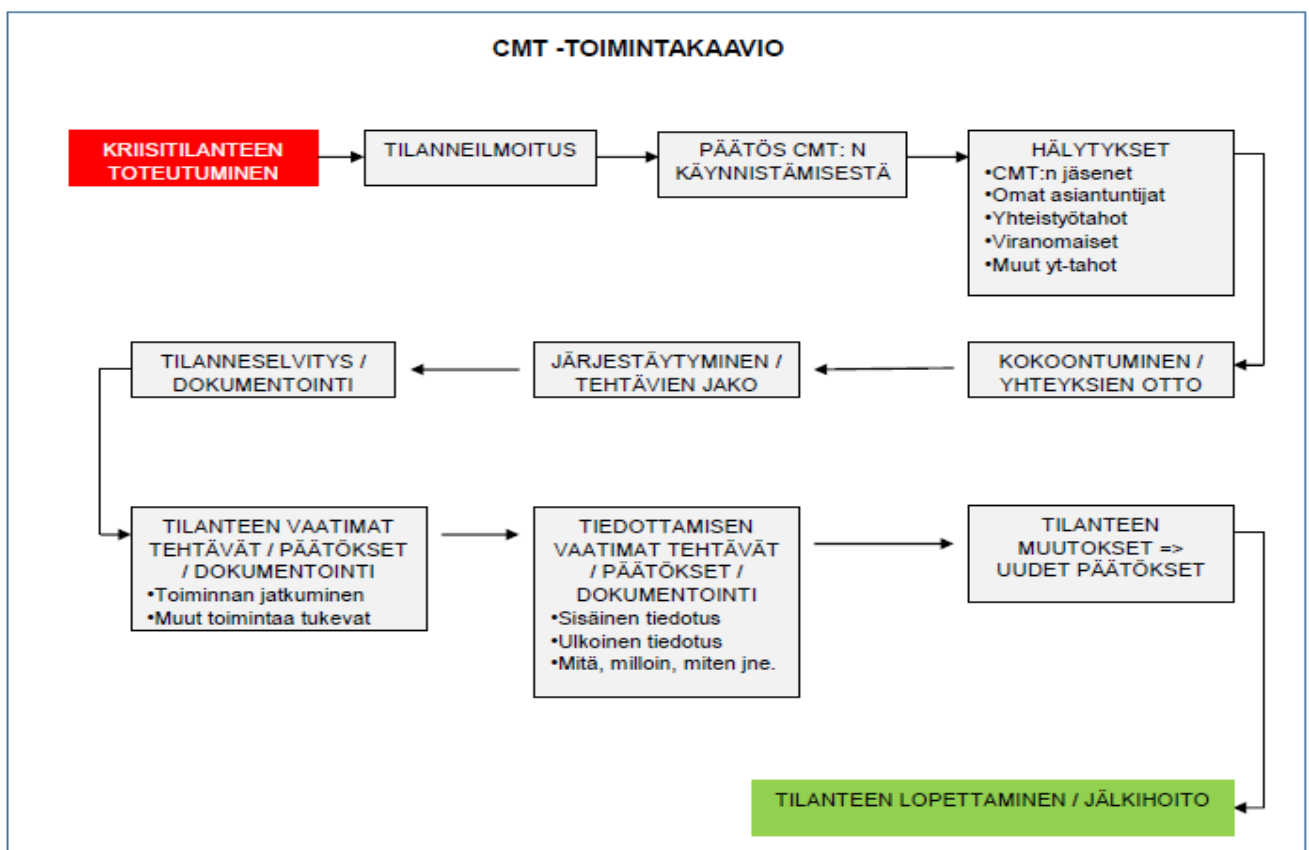 CMT -TOIMINTAKAAVIO
KRIISITILANTEEN
TOTEUTUMINEN
TILANNEILMOITUS
PÄÄTÖS CMT: N
KÄYNNISTÄMISESTÄ
HÄLYTYKSET
•CMT:n jäsenet
•Omat asiantuntijat
•Yhteistyötahot
•Viranomaiset
•Muut yt-tahot
KOKOONTUMINEN /
YHTEYKSIEN OTTO
JÄRJESTÄYTYMINEN /
TEHTÄVIEN JAKO
TILANNESELVITYS /
DOKUMENTOINTI
TILANTEEN VAATIMAT
TEHTÄVÄT / PÄÄTÖKSET
/ DOKUMENTOINTI
•Toiminnan jatkuminen
•Muut toimintaa tukevat
TIEDOTTAMISEN
VAATIMAT TEHTÄVÄT
/ PÄÄTÖKSET /
DOKUMENTOINTI
•Sisäinen tiedotus
•Ulkoinen tiedotus
•Mitä, milloin, miten jne.
TILANTEEN
MUUTOKSET =>
UUDET PÄÄTÖKSET
TILANTEEN LOPETTAMINEN / JÄLKIHOITO